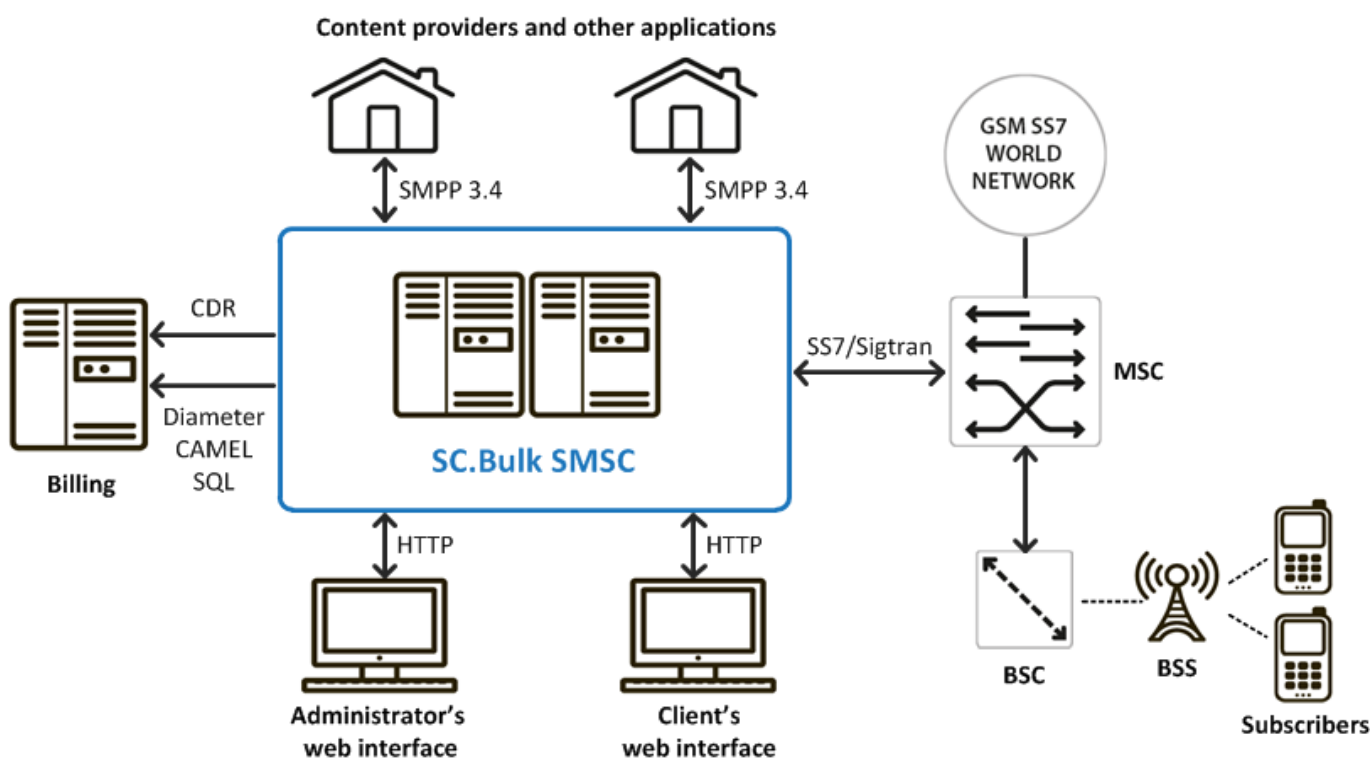 Content providers and other applications
SMPP 3.4
SMPP 3.4
GSM SS7
WORLD
NETWORK
CDR
Diameter
CAMEL
SQL
Billing
SC.Bulk SMSC
SS7/Sigtran
MSC
HTTP
HTTP
BSC
BSS
Subscribers
Administrator's
web interface
Client's
web interface